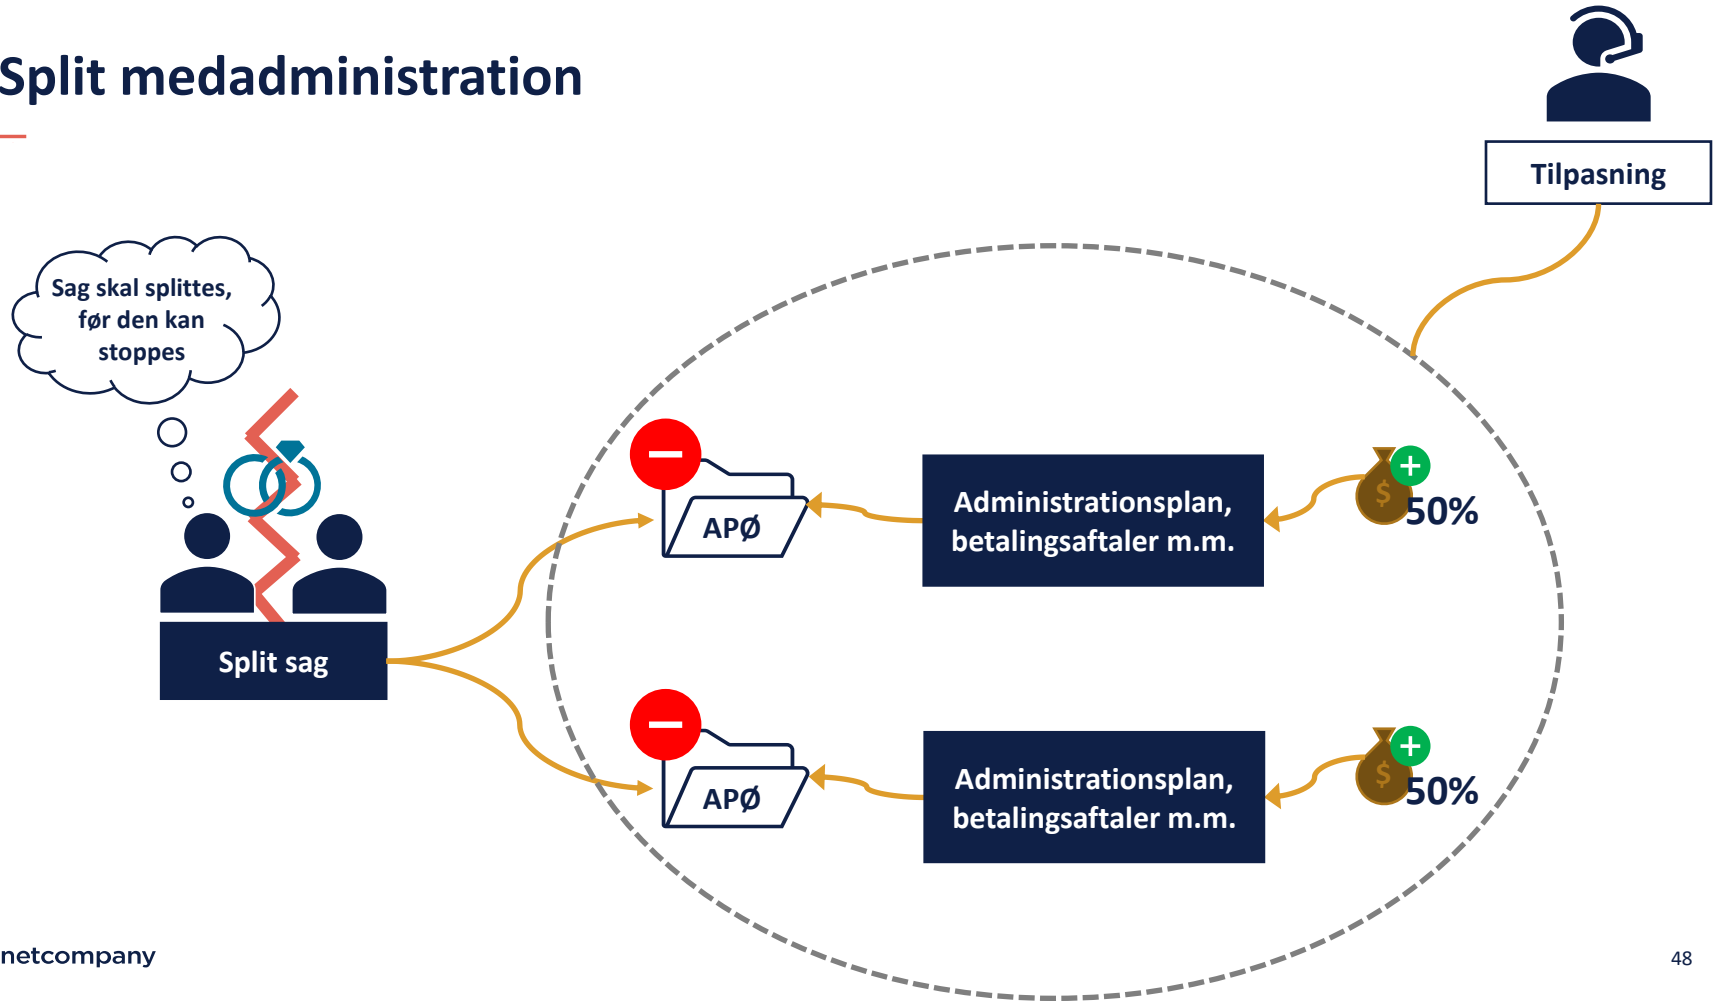 Split medadministration
Tilpasning
Sag skal splittes,
før den kan
stoppes
Split sag
APØ
Administrationsplan,
betalingsaftaler m.m.
$
50%
APØ
Administrationsplan,
betalingsaftaler m.m.
$
50%
netcompany
48